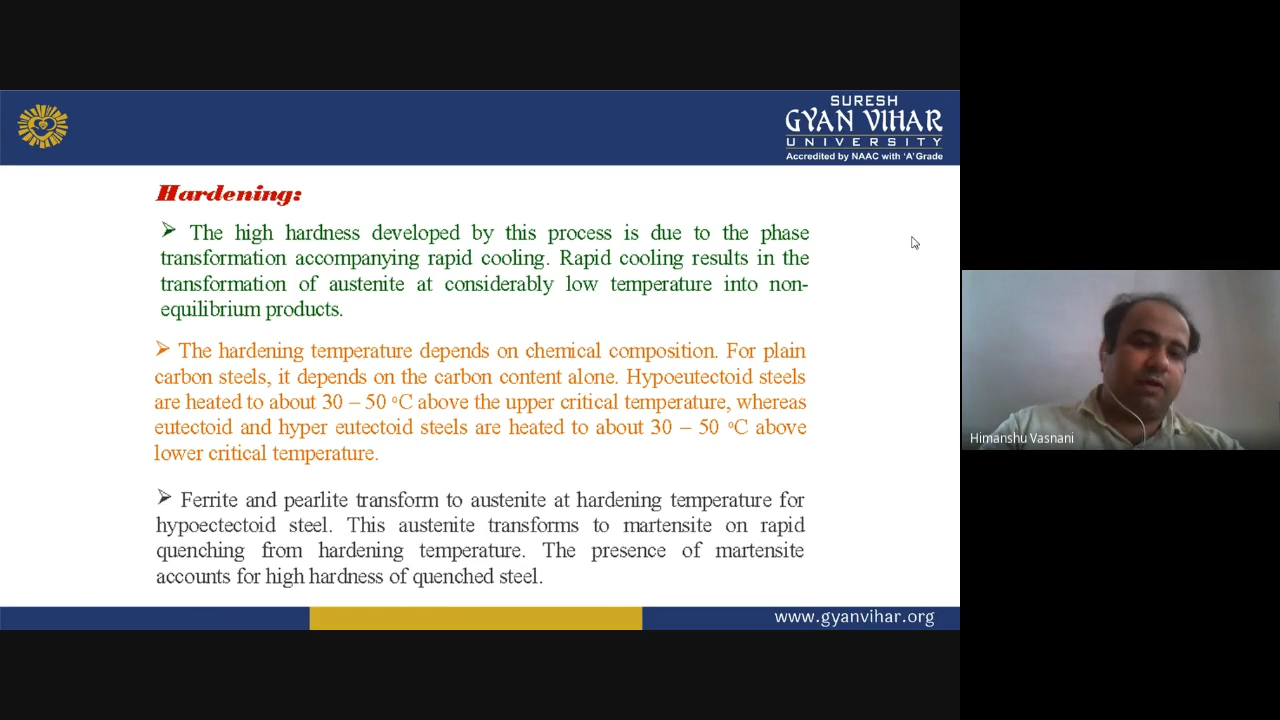 SURESH
GYAN VIHAR
UNIVERSITY
Accredited by NAAC with 'A' Grade
Hardening:
➢ The high hardness developed by this process is due to the phase
transformation accompanying rapid cooling. Rapid cooling results in the
transformation of austenite at considerably low temperature into non-
equilibrium products.
➢ The hardening temperature depends on chemical composition. For plain
carbon steels, it depends on the carbon content alone. Hypoeutectoid steels
are heated to about 30 – 50 °C above the upper critical temperature, whereas
eutectoid and hyper eutectoid steels are heated to about 30 – 50 °C above
lower critical temperature.
➢ Ferrite and pearlite transform to austenite at hardening temperature for
hypoectectoid steel. This austenite transforms to martensite on rapid
quenching from hardening temperature. The presence of martensite
accounts for high hardness of quenched steel.
www.gyanvihar.org
Himanshu Vasnani